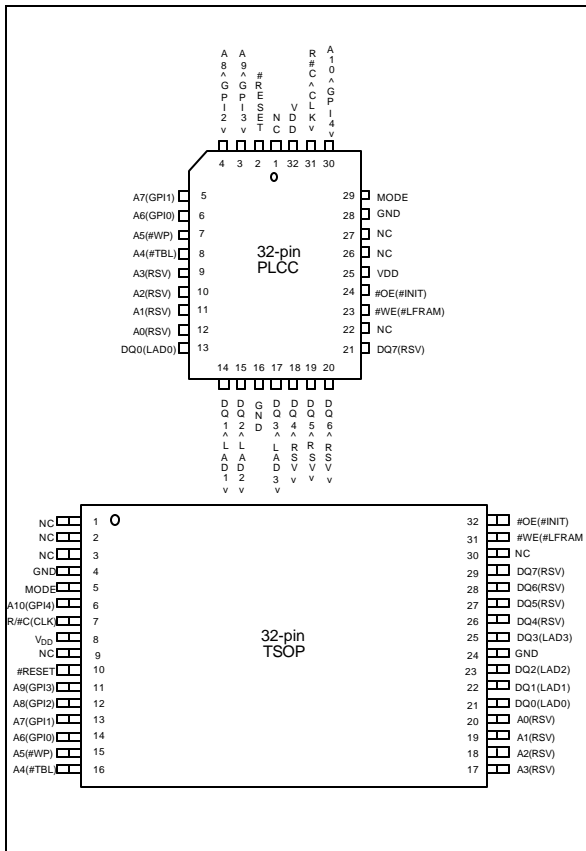 A8^GPI2v
A9^GPI3v
#RESET
NC
VDD
R#C^CLKv
A10^GPI4v
4 3 2 1 32 31 30
A7(GPI1) 5
A6(GPI0) 6
A5(#WP) 7
A4(#TBL) 8
A3(RSV) 9
A2(RSV) 10
A1(RSV) 11
A0(RSV) 12
DQ0(LAD0) 13
32-pin
PLCC
29 MODE
28 GND
27 NC
26 NC
25 VDD
24 #OE(#INIT)
23 #WE(#LFRAM)
22 NC
21 DQ7(RSV)
14 15 16 17 18 19 20
DQ1^LAD1v
DQ2^LAD2v
GND
DQ3^LAD3v
DQ4^RSVv
DQ5^RSVv
DQ6^RSVv
NC 1
NC 2
NC 3
GND 4
MODE 5
A10(GPI4) 6
R/#C(CLK) 7
VDD 8
NC 9
#RESET 10
A9(GPI3) 11
A8(GPI2) 12
A7(GPI1) 13
A6(GPI0) 14
A5(#WP) 15
A4(#TBL) 16
32-pin
TSOP
32 #OE(#INIT)
31 #WE(#LFRAM
30 NC
29 DQ7(RSV)
28 DQ6(RSV)
27 DQ5(RSV)
26 DQ4(RSV)
25 DQ3(LAD3)
24 GND
23 DQ2(LAD2)
22 DQ1(LAD1)
21 DQ0(LAD0)
20 A0(RSV)
19 A1(RSV)
18 A2(RSV)
17 A3(RSV)